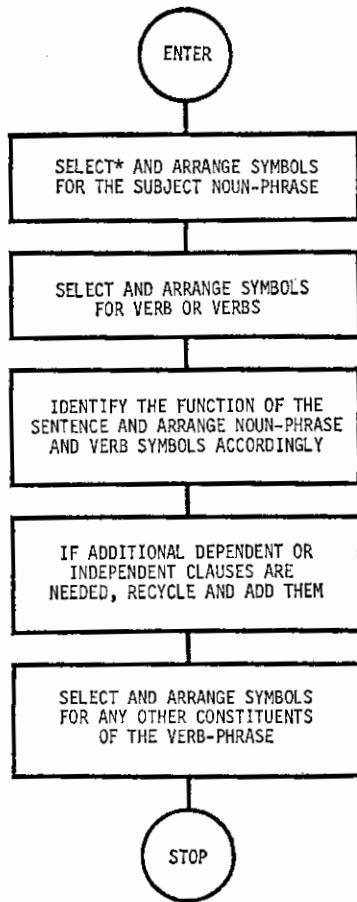 ENTER
SELECT* AND ARRANGE SYMBOLS
FOR THE SUBJECT NOUN-PHRASE
SELECT AND ARRANGE SYMBOLS
FOR VERB OR VERBS
IDENTIFY THE FUNCTION OF THE
SENTENCE AND ARRANGE NOUN-PHRASE
AND VERB SYMBOLS ACCORDINGLY
IF ADDITIONAL DEPENDENT OR
INDEPENDENT CLAUSES ARE
NEEDED, RECYCLE AND ADD THEM
SELECT AND ARRANGE SYMBOLS
FOR ANY OTHER CONSTITUENTS
OF THE VERB-PHRASE
STOP